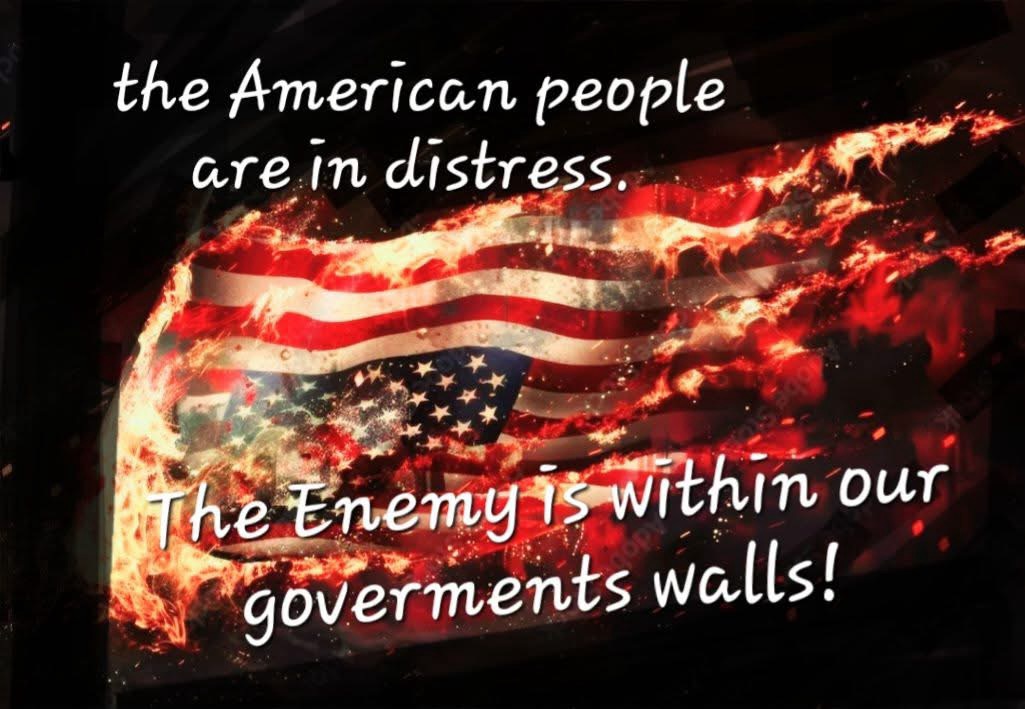 the American people
are in distress.
The Enemy is within our
goverments walls!